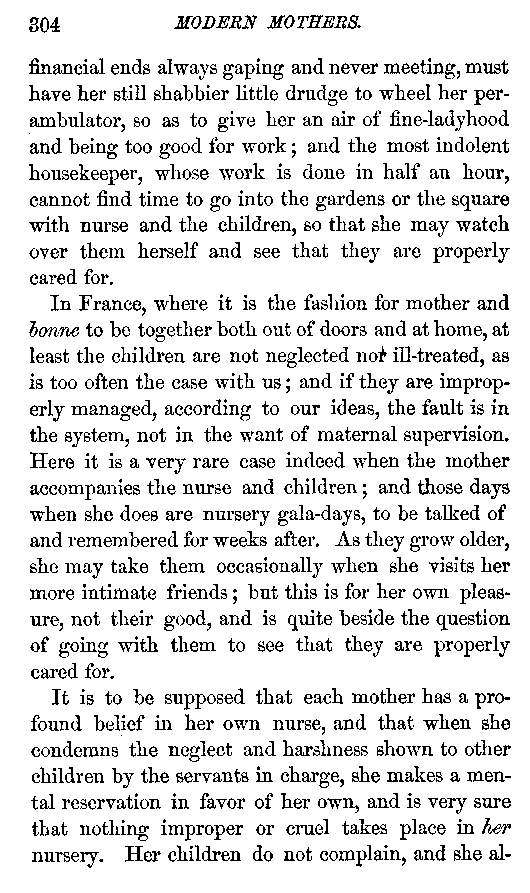 304 MODERN MOTHERS.
financial ends always gaping and never meeting, must
have her still shabbier little drudge to wheel her per-
ambulator, so as to give her an air of fine-ladyhood
and being too good for work; and the most indolent
housekeeper, whose work is done in half an hour,
cannot find time to go into the gardens or the square
with nurse and the children, so that she may watch
over them herself and see that they are properly
cared for.
In France, where it is the fashion for mother and
bonne to be together both out of doors and at home, at
least the children are not neglected nor ill-treated, as
is too often the case with us; and if they are improp-
erly managed, according to our ideas, the fault is in
the system, not in the want of maternal supervision.
Here it is a very rare case indeed when the mother
accompanies the nurse and children; and those days
when she does are nursery gala-days, to be talked of
and remembered for weeks after. As they grow older,
she may take them occasionally when she visits her
more intimate friends; but this is for her own pleas-
ure, not their good, and is quite beside the question
of going with them to see that they are properly
cared for.
It is to be supposed that each mother has a pro-
found belief in her own nurse, and that when she
condemns the neglect and harshness shown to other
children by the servants in charge, she makes a men-
tal reservation in favor of her own, and is very sure
that nothing improper or cruel takes place in her
nursery. Her children do not complain, and she al-